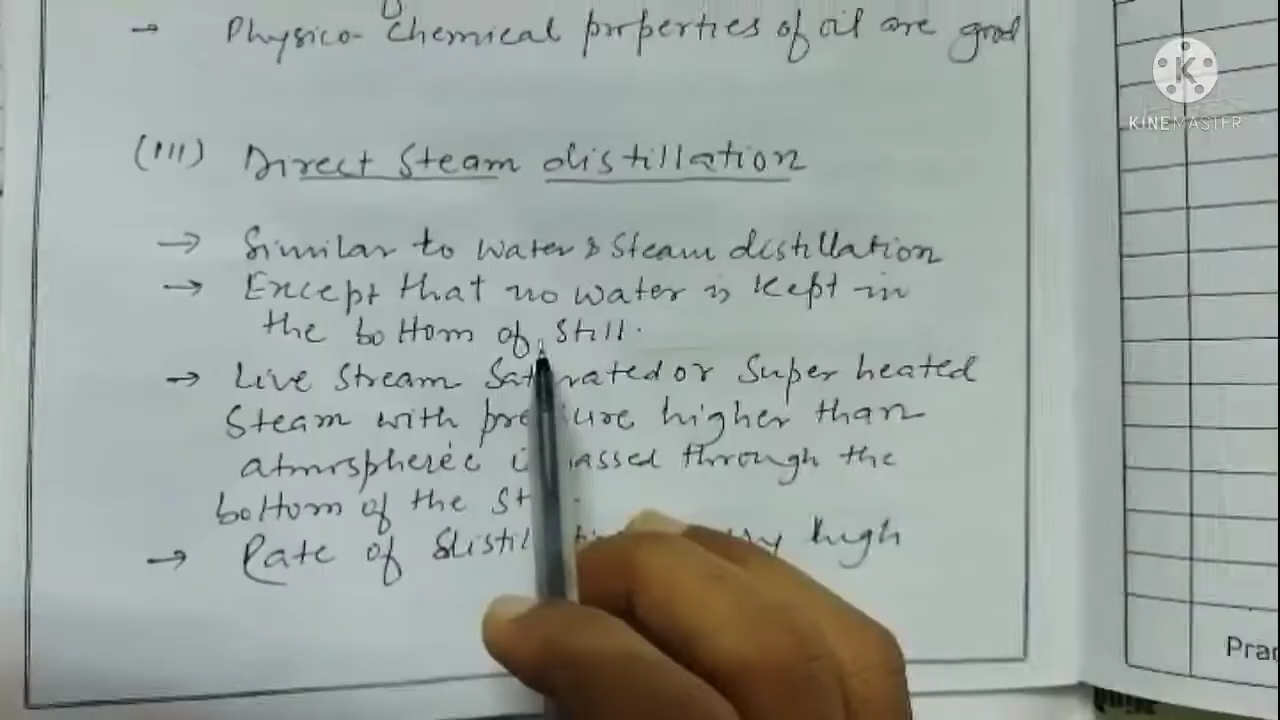 → Physico-Chemical properties of oil are good
(III) Direct Steam distillation
→ Similar to water & Steam distillation
→ Except that no water is kept in
the bottom of still.
→ Live Stream Saturated or Super heated
Steam with pressure higher than
atmospheric is passed through the
bottom of the
→ Rate of high
K
KINEMASTER